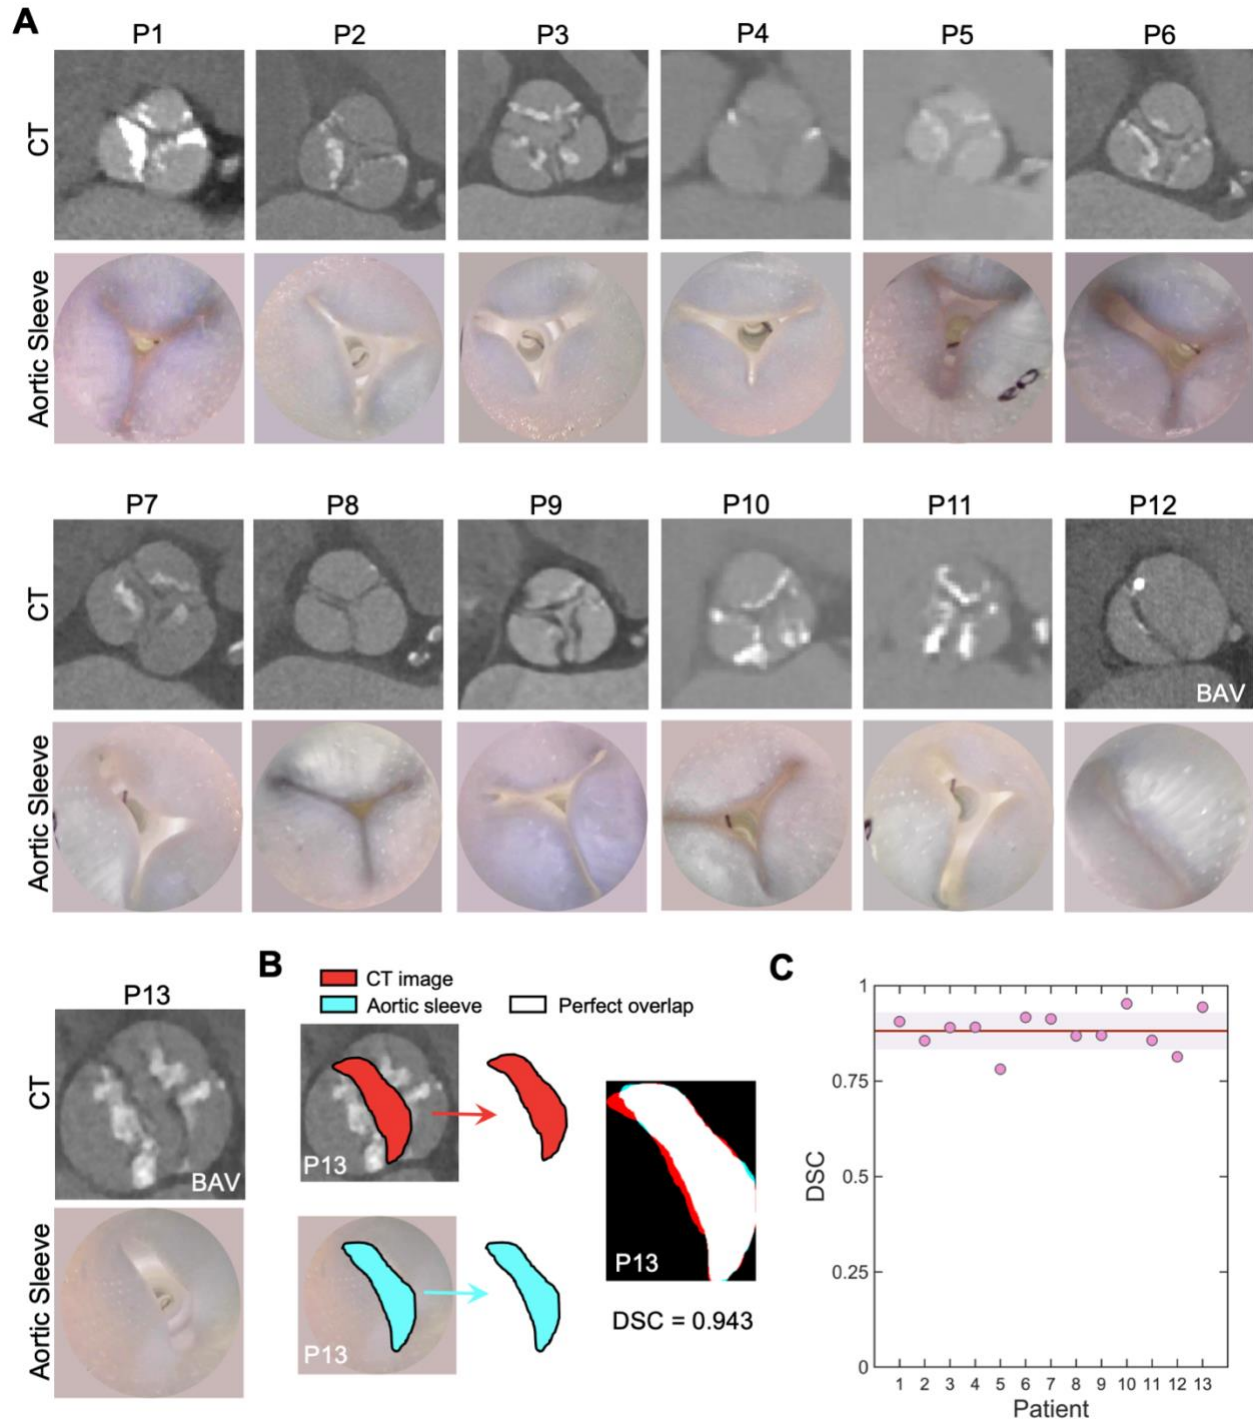 A
P1 P2 P3 P4 P5 P6
CT
Aortic Sleeve
P7 P8 P9 P10 P11 P12
CT
BAV
Aortic Sleeve
P13
CT
BAV
Aortic Sleeve
B
CT image
Aortic sleeve Perfect overlap
P13
P13
P13
DSC = 0.943
C
1
0.75
0.5
0.25
0
DSC
1 2 3 4 5 6 7 8 9 10 11 12 13
Patient